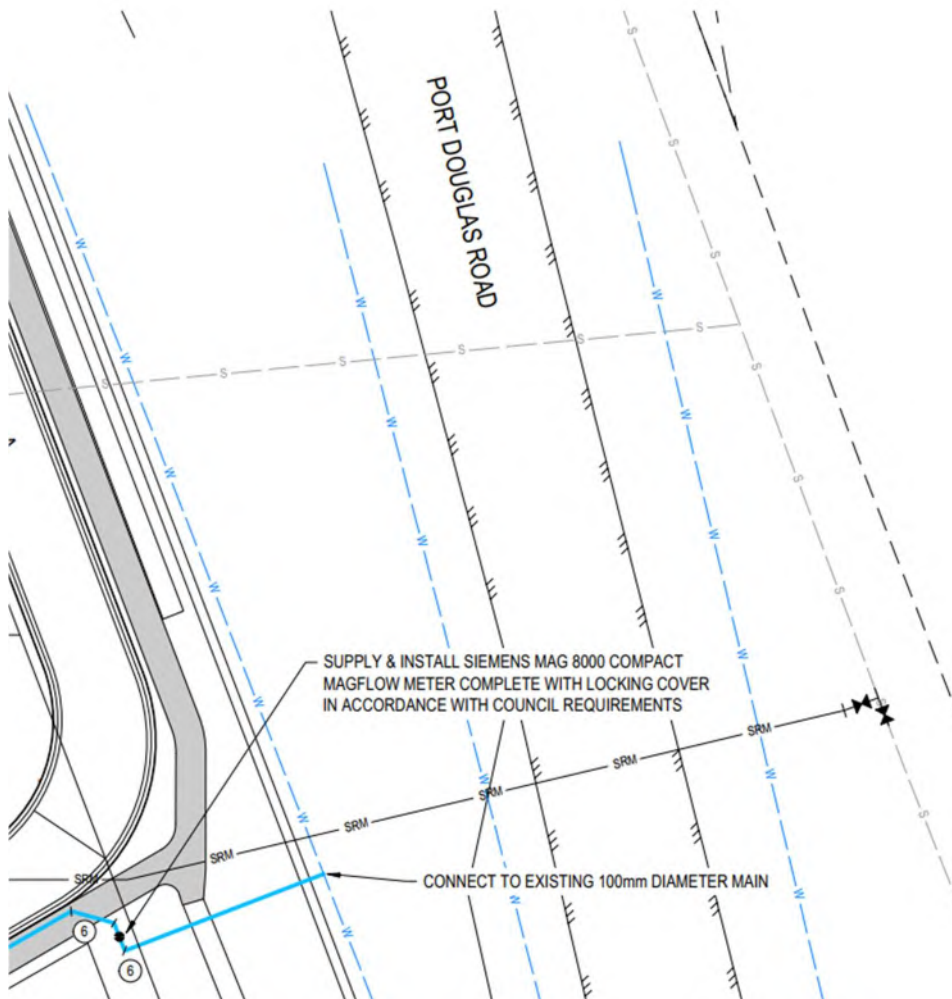 PORT DOUGLAS ROAD
S
S
W
W
W
S
S
S
S
S
S
S
W
S
W
W
W
S
W
W
W
S
W
SUPPLY & INSTALL SIEMENS MAG 8000 COMPACT
MAGFLOW METER COMPLETE WITH LOCKING COVER
IN ACCORDANCE WITH COUNCIL REQUIREMENTS
W
SRM
SRM
W
W
SRM
SRM
W
SRM
S
SRM
W
CONNECT TO EXISTING 100mm DIAMETER MAIN
W
W
6
6